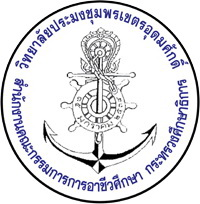 วิทยาลัยประมงชุมพรเขตรอุดมศักดิ์
สำนักงานคณะกรรมการการอาชีวศึกษา กระทรวงศึกษาธิการ